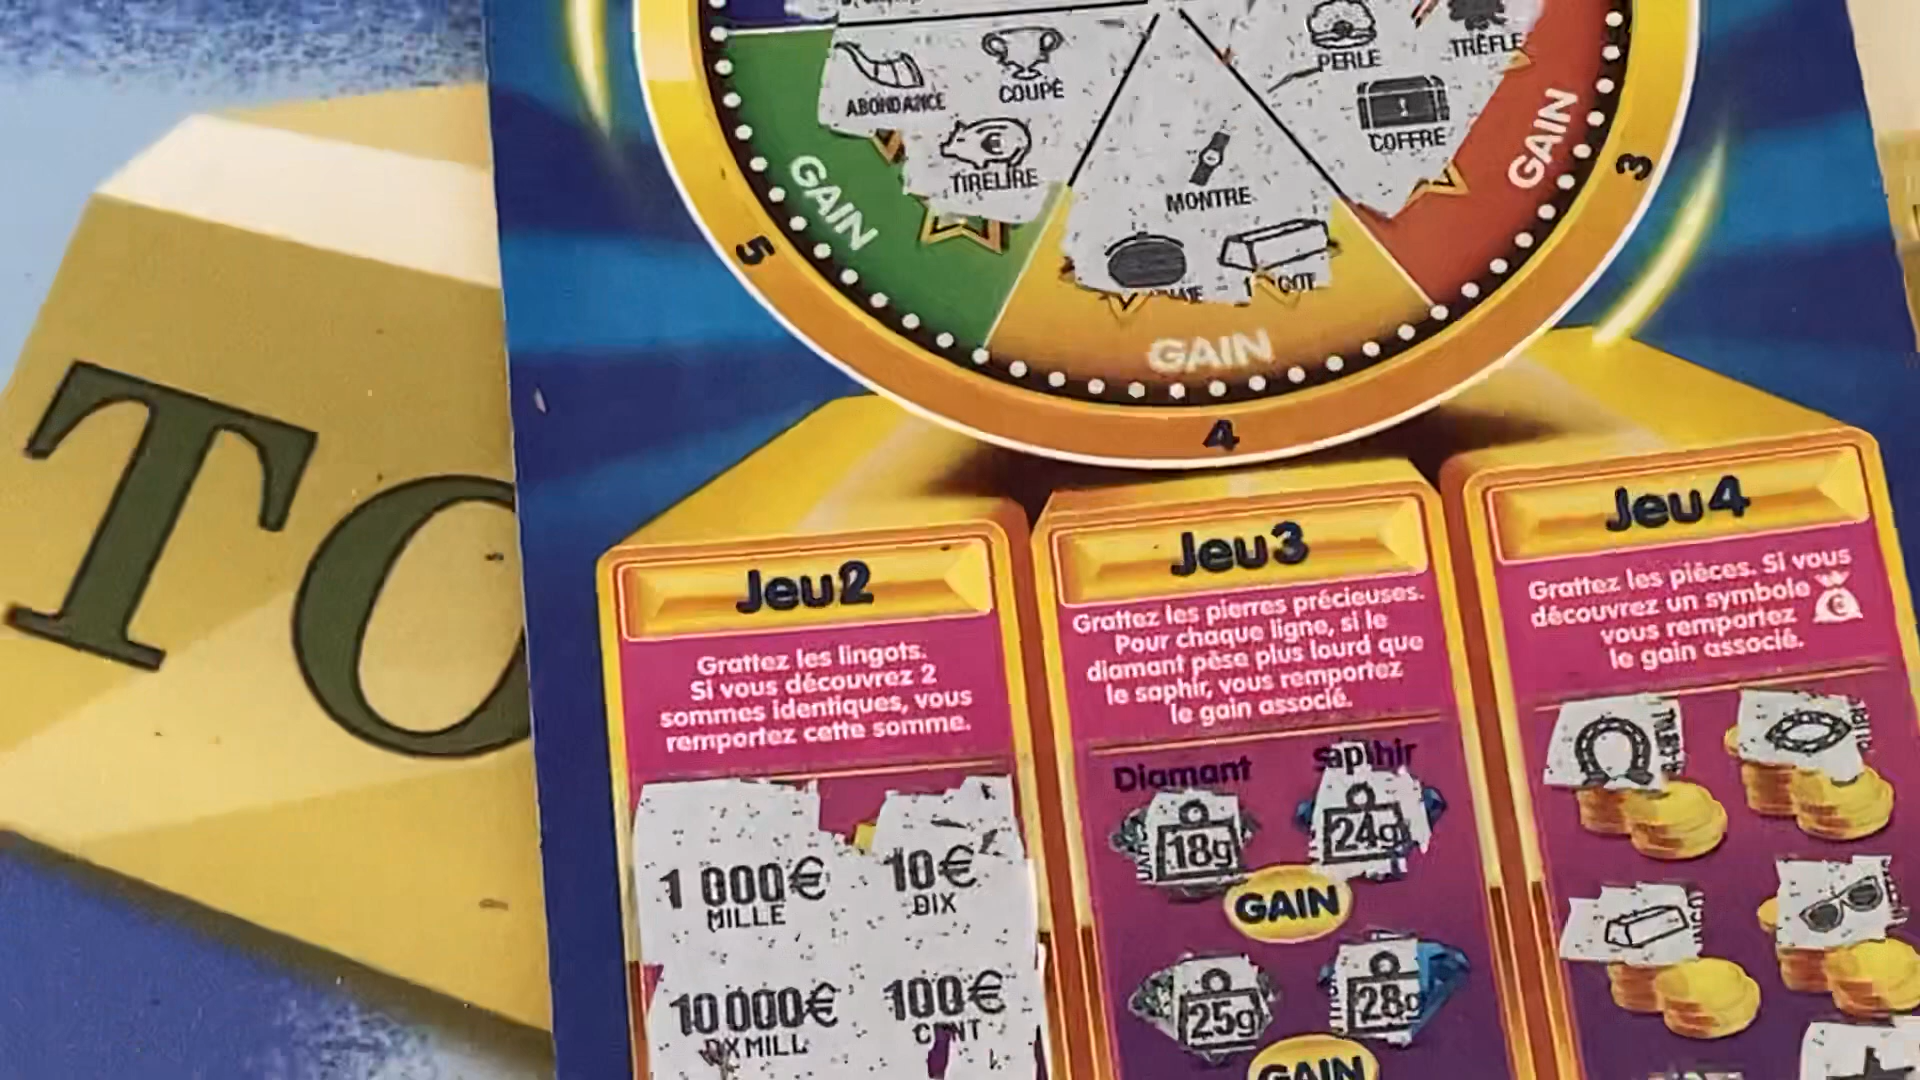 PERLE
TRÈFLE
ABONDANCE
COUPE
COFFRE
TIRELIRE
MONTRE
GAIN
GAIN
GAIN
5
4
3
TO
Jeu2
Grattez les lingots.
Si vous découvrez 2
sommes identiques, vous
remportez cette somme.
1 000€
MILLE
10€
DIX
10 000€
DXMILL
100€
CNT
Jeu3
Grattez les pierres précieuses.
Pour chaque ligne, si le
diamant pèse plus lourd que
le saphir, vous remportez
le gain associé.
Diamant
saphir
18g
24g
GAIN
25g
28g
GAIN
Jeu4
Grattez les pièces. Si vous
découvrez un symbole
vous remportez
le gain associé.